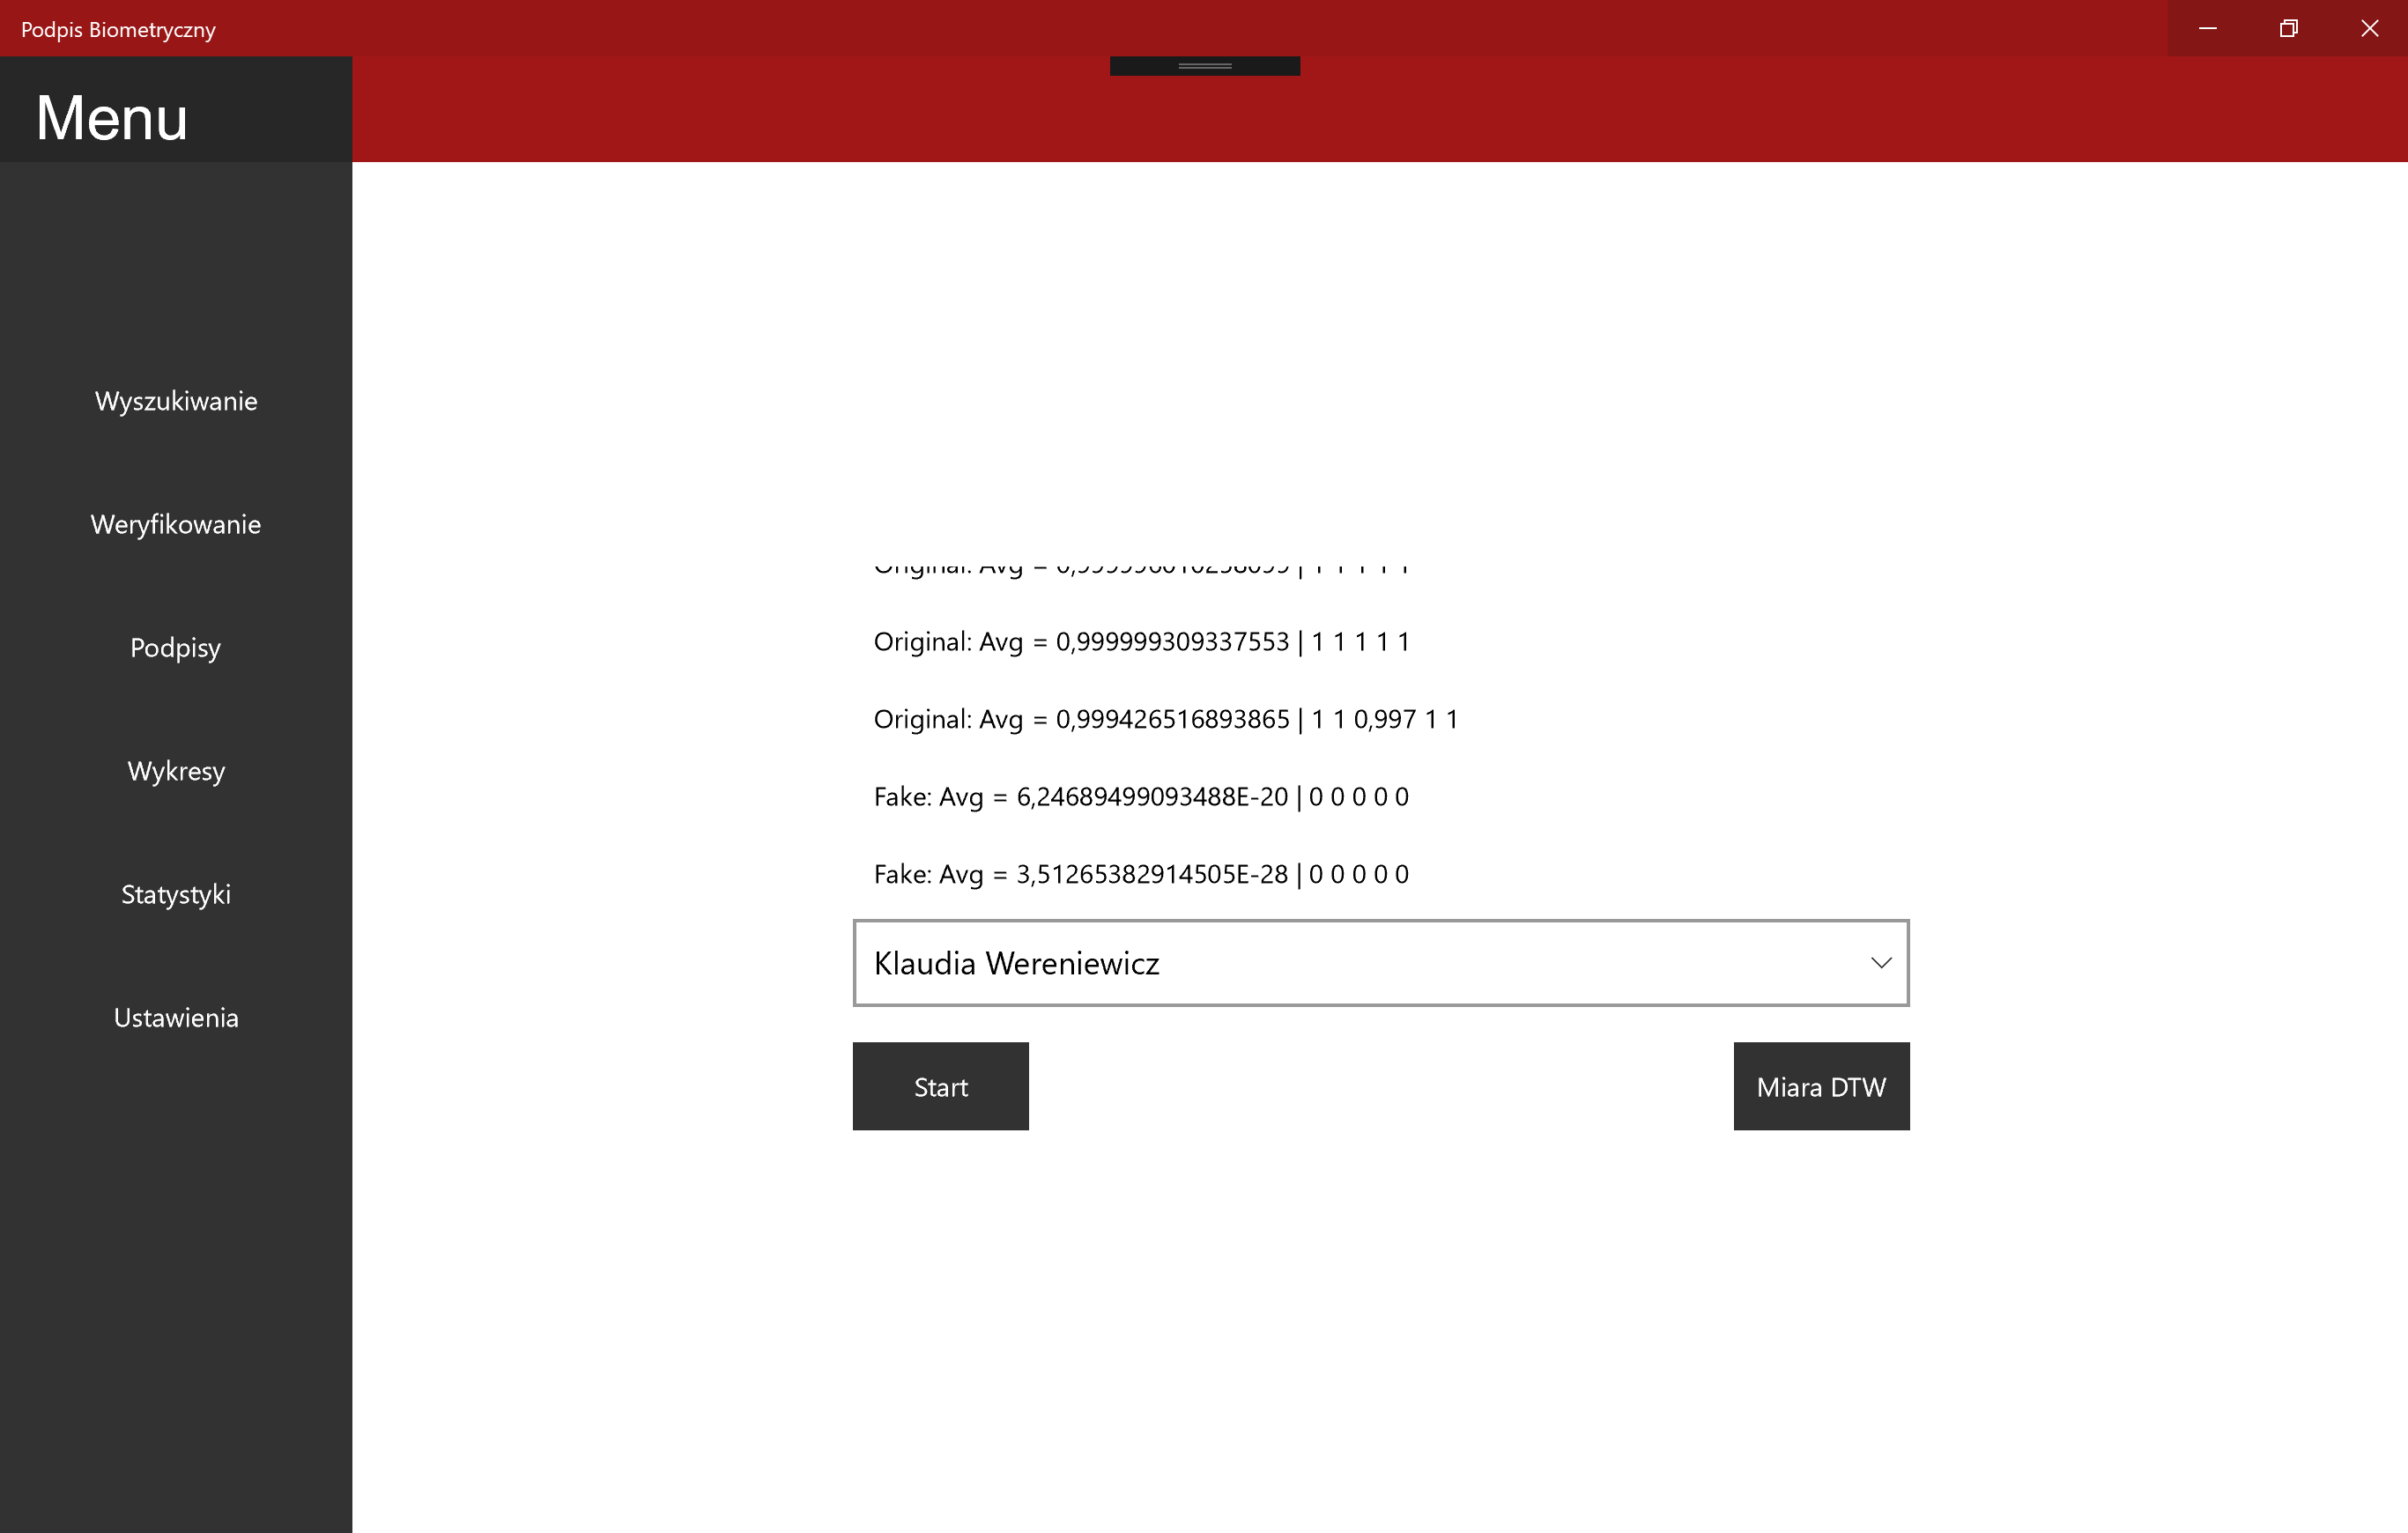 Podpis Biometryczny
Menu
Wyszukiwanie
Weryfikowanie
Podpisy
Wykresy
Statystyki
Ustawienia
Original: Avg = | 1 1 1 1 1
Original: Avg = 0,999999309337553 | 1 1 1 1 1
Original: Avg = 0,999426516893865 | 1 1 0,997 1 1
Fake: Avg = 6,24689499093488E-20 | 0 0 0 0 0
Fake: Avg = 3,51265382914505E-28 | 0 0 0 0 0
Klaudia Wereniewicz
Start
Miara DTW